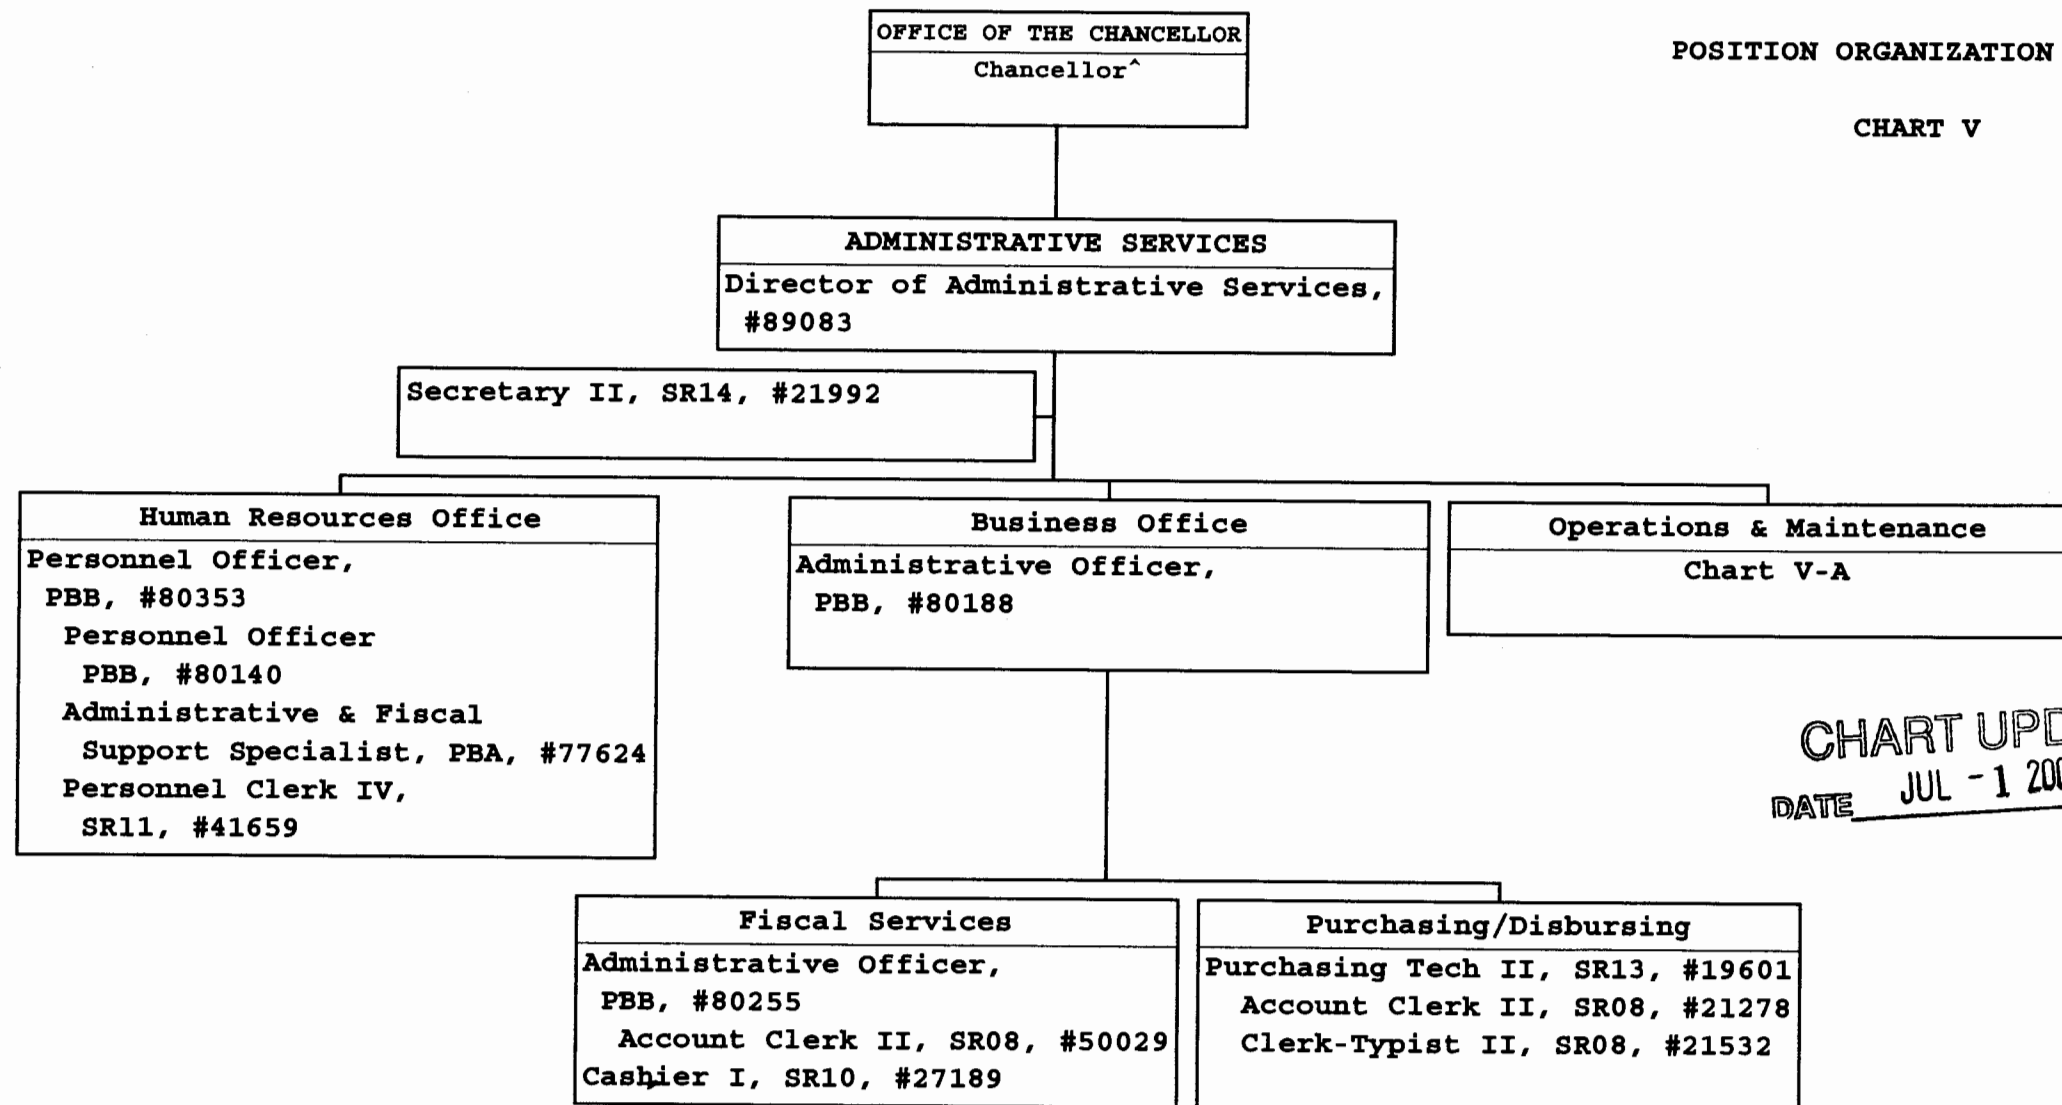 OFFICE OF THE CHANCELLOR
Chancellor^
POSITION ORGANIZATION
CHART V
ADMINISTRATIVE SERVICES
Director of Administrative Services,
#89083
Secretary II, SR14, #21992
Human Resources Office
Personnel Officer,
PBB, #80353
Personnel Officer
PBB, #80140
Administrative & Fiscal
Support Specialist, PBA, #77624
Personnel Clerk IV,
SR11, #41659
Business Office
Administrative Officer,
PBB, #80188
Operations & Maintenance
Chart V-A
CHART UPD
DATE JUL - 1 200
Fiscal Services
Administrative Officer,
PBB, #80255
Account Clerk II, SR08, #50029
Cashier I, SR10, #27189
Purchasing/Disbursing
Purchasing Tech II, SR13, #19601
Account Clerk II, SR08, #21278
Clerk-Typist II, SR08, #21532